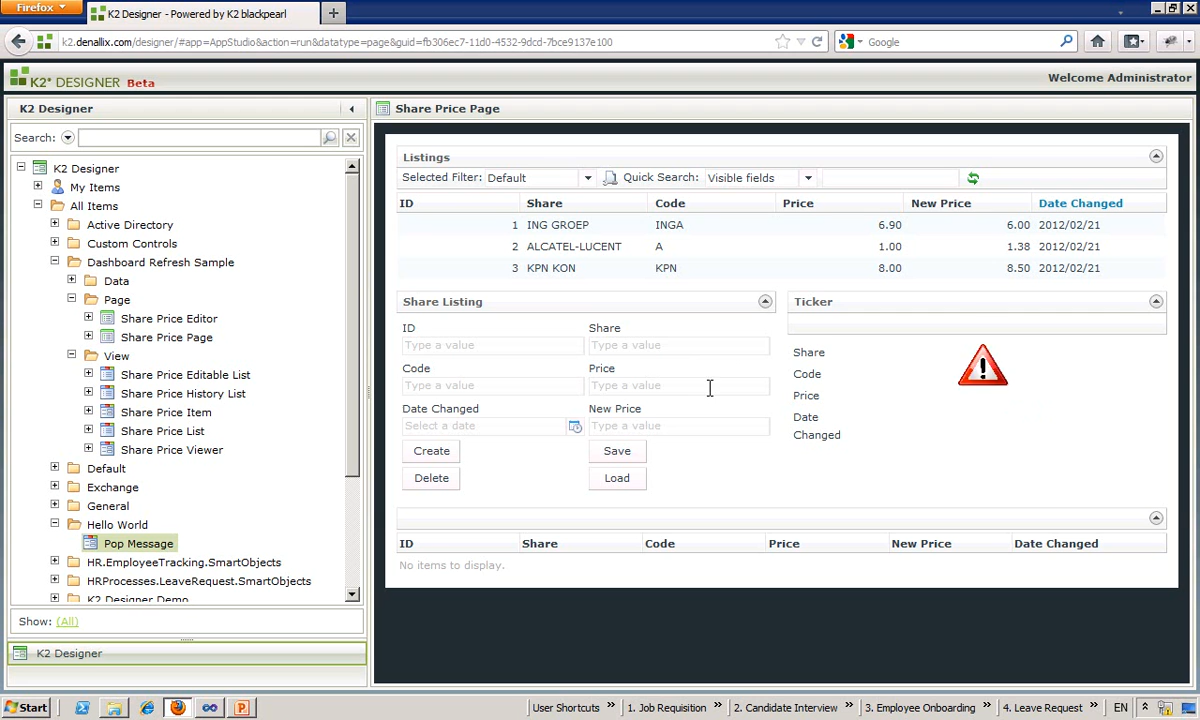 Firefox
K2 Designer - Powered by K2 blackpearl
k2.denallix.com/designer/#app=AppStudio&action=run&datatype=page&guid=fb306ec7-11d0-4532-9dcd-7bce9137e100
Google
K2* DESIGNER Beta
Welcome Administrator
K2 Designer
Share Price Page
Search:
K2 Designer
My Items
All Items
Active Directory
Custom Controls
Dashboard Refresh Sample
Data
Page
Share Price Editor
Share Price Page
View
Share Price Editable List
Share Price History List
Share Price Item
Share Price List
Share Price Viewer
Default
Exchange
General
Hello World
Pop Message
HR.EmployeeTracking.SmartObjects
HRProcesses.LeaveRequest.SmartObjects
K2 Designer Demo
Show: (All)
K2 Designer
Listings
Selected Filter: Default Quick Search: Visible fields
ID Share Code Price New Price Date Changed
1 ING GROEP INGA 6.90 6.00 2012/02/21
2 ALCATEL-LUCENT A 1.00 1.38 2012/02/21
3 KPN KON KPN 8.00 8.50 2012/02/21
Share Listing
ID Share
Type a value Type a value
Code Price
Type a value Type a value
Date Changed New Price
Select a date Type a value
Create Save
Delete Load
Ticker
Share
Code
Price
Date
Changed
ID Share Code Price New Price Date Changed
No items to display.
Start User Shortcuts 1. Job Requisition 2. Candidate Interview 3. Employee Onboarding 4. Leave Request EN